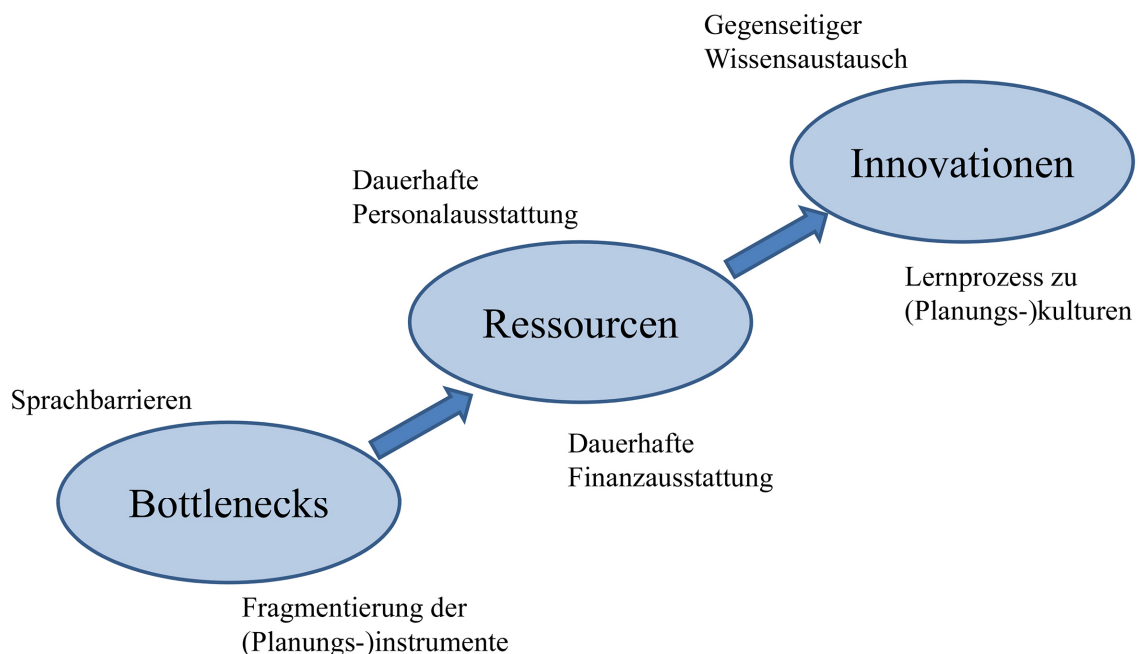 Gegenseitiger
Wissensaustausch
Innovationen
Dauerhafte
Personalausstattung
Lernprozess zu
(Planungs-)kulturen
Ressourcen
Sprachbarrieren
Dauerhafte
Finanzausstattung
Bottlenecks
Fragmentierung der
(Planungs-)instrumente